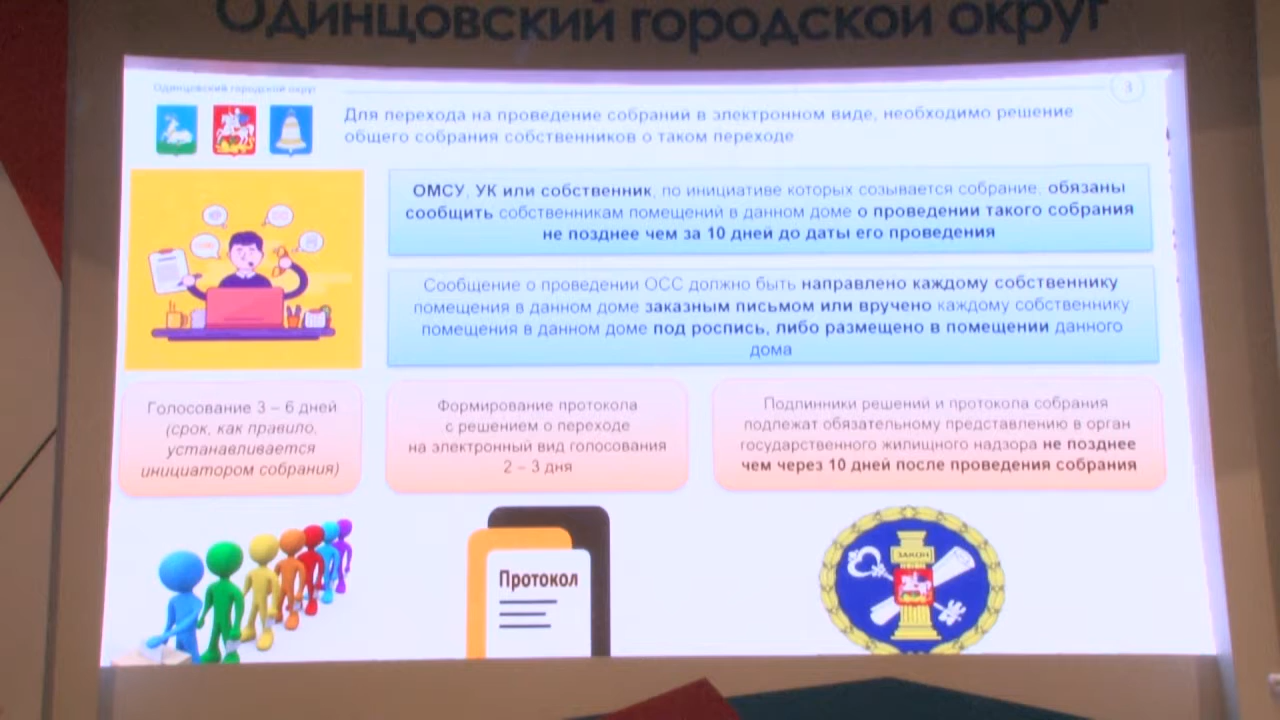 Одинцовский городской округ
Одинцовский городской округ
3
Для перехода на проведение собраний в электронном виде, необходимо решение
общего собрания собственников о таком переходе
ОМСУ, УК или собственник, по инициативе которых созывается собрание, обязаны
сообщить собственникам помещений в данном доме о проведении такого собрания
не позднее чем за 10 дней до даты его проведения
Сообщение о проведении ОСС должно быть направлено каждому собственнику
помещения в данном доме заказным письмом или вручено каждому собственнику
помещения в данном доме под роспись, либо размещено в помещении данного
дома
Голосование 3 – 6 дней
(срок, как правило,
устанавливается
инициатором собрания)
Формирование протокола
с решением о переходе
на электронный вид голосования
2 – 3 дня
Подлинники решений и протокола собрания
подлежат обязательному представлению в орган
государственного жилищного надзора не позднее
чем через 10 дней после проведения собрания
Протокол
ЗАКОН